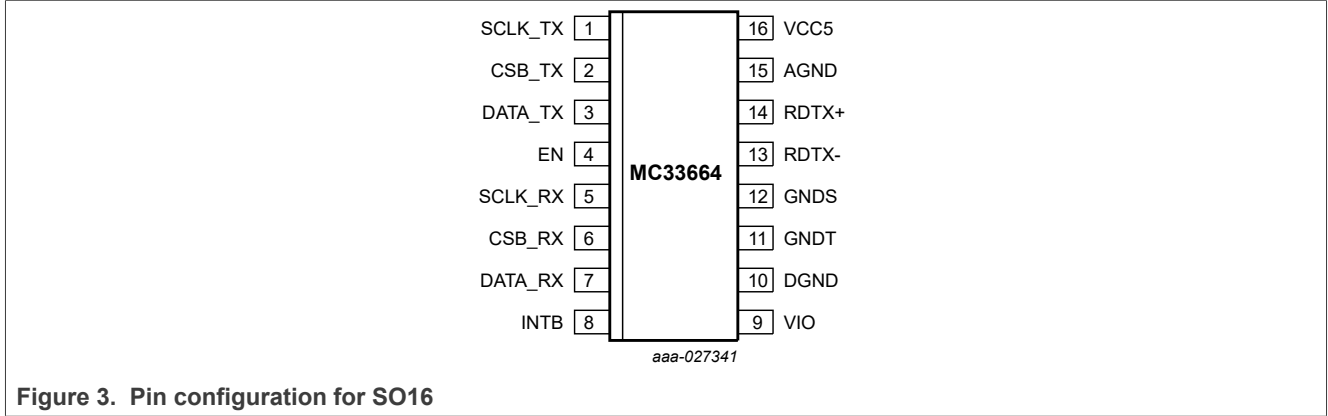 SCLK_TX 1 16 VCC5
CSB_TX 2 15 AGND
DATA_TX 3 14 RDTX+
EN 4 13 RDTX-
MC33664
SCLK_RX 5 12 GNDS
CSB_RX 6 11 GNDT
DATA_RX 7 10 DGND
INTB 8 9 VIO
aaa-027341
Figure 3. Pin configuration for SO16